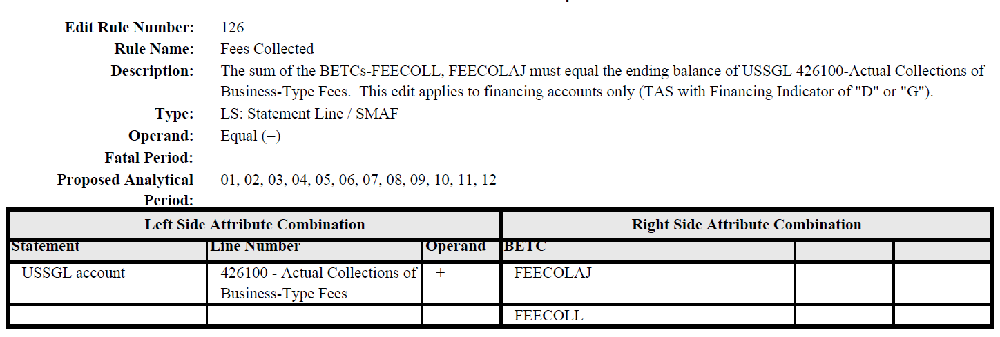 Edit Rule Number: 126
Rule Name: Fees Collected
Description: The sum of the BETCs-FEECOLL, FEECOLAJ must equal the ending balance of USSGL 426100-Actual Collections of
Business-Type Fees.  This edit applies to financing accounts only (TAS with Financing Indicator of "D" or "G").
Type: LS: Statement Line / SMAF
Operand: Equal (=)
Fatal Period:
Proposed Analytical 01, 02, 03, 04, 05, 06, 07, 08, 09, 10, 11, 12
Period:
Left Side Attribute Combination Right Side Attribute Combination
Statement Line Number Operand BETC
USSGL account 426100 - Actual Collections of + FEECOLAJ
Business-Type Fees
FEECOLL